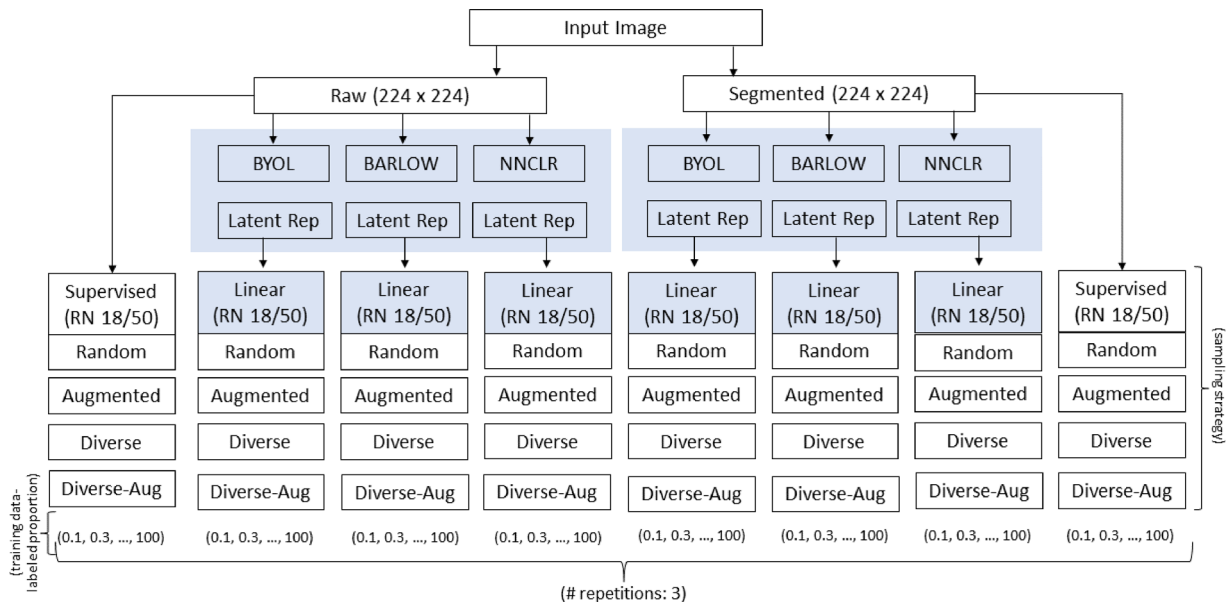 Input Image
Raw (224 x 224)
Segmented (224 x 224)
BYOL
BARLOW
NNCLR
BYOL
BARLOW
NNCLR
Latent Rep
Latent Rep
Latent Rep
Latent Rep
Latent Rep
Latent Rep
Supervised
(RN 18/50)
Linear
(RN 18/50)
Linear
(RN 18/50)
Linear
(RN 18/50)
Linear
(RN 18/50)
Linear
(RN 18/50)
Linear
(RN 18/50)
Supervised
(RN 18/50)
Random
Random
Random
Random
Random
Random
Random
Random
Augmented
Augmented
Augmented
Augmented
Augmented
Augmented
Augmented
Augmented
Diverse
Diverse
Diverse
Diverse
Diverse
Diverse
Diverse
Diverse
Diverse-Aug
Diverse-Aug
Diverse-Aug
Diverse-Aug
Diverse-Aug
Diverse-Aug
Diverse-Aug
Diverse-Aug
(sampling strategy)
(training data-
labeled proportion)
(0.1, 0.3, ..., 100)
(0.1, 0.3, ..., 100)
(0.1, 0.3, ..., 100)
(0.1, 0.3, ..., 100)
(0.1, 0.3, ..., 100)
(0.1, 0.3, ..., 100)
(0.1, 0.3, ..., 100)
(0.1, 0.3, ..., 100)
(# repetitions: 3)